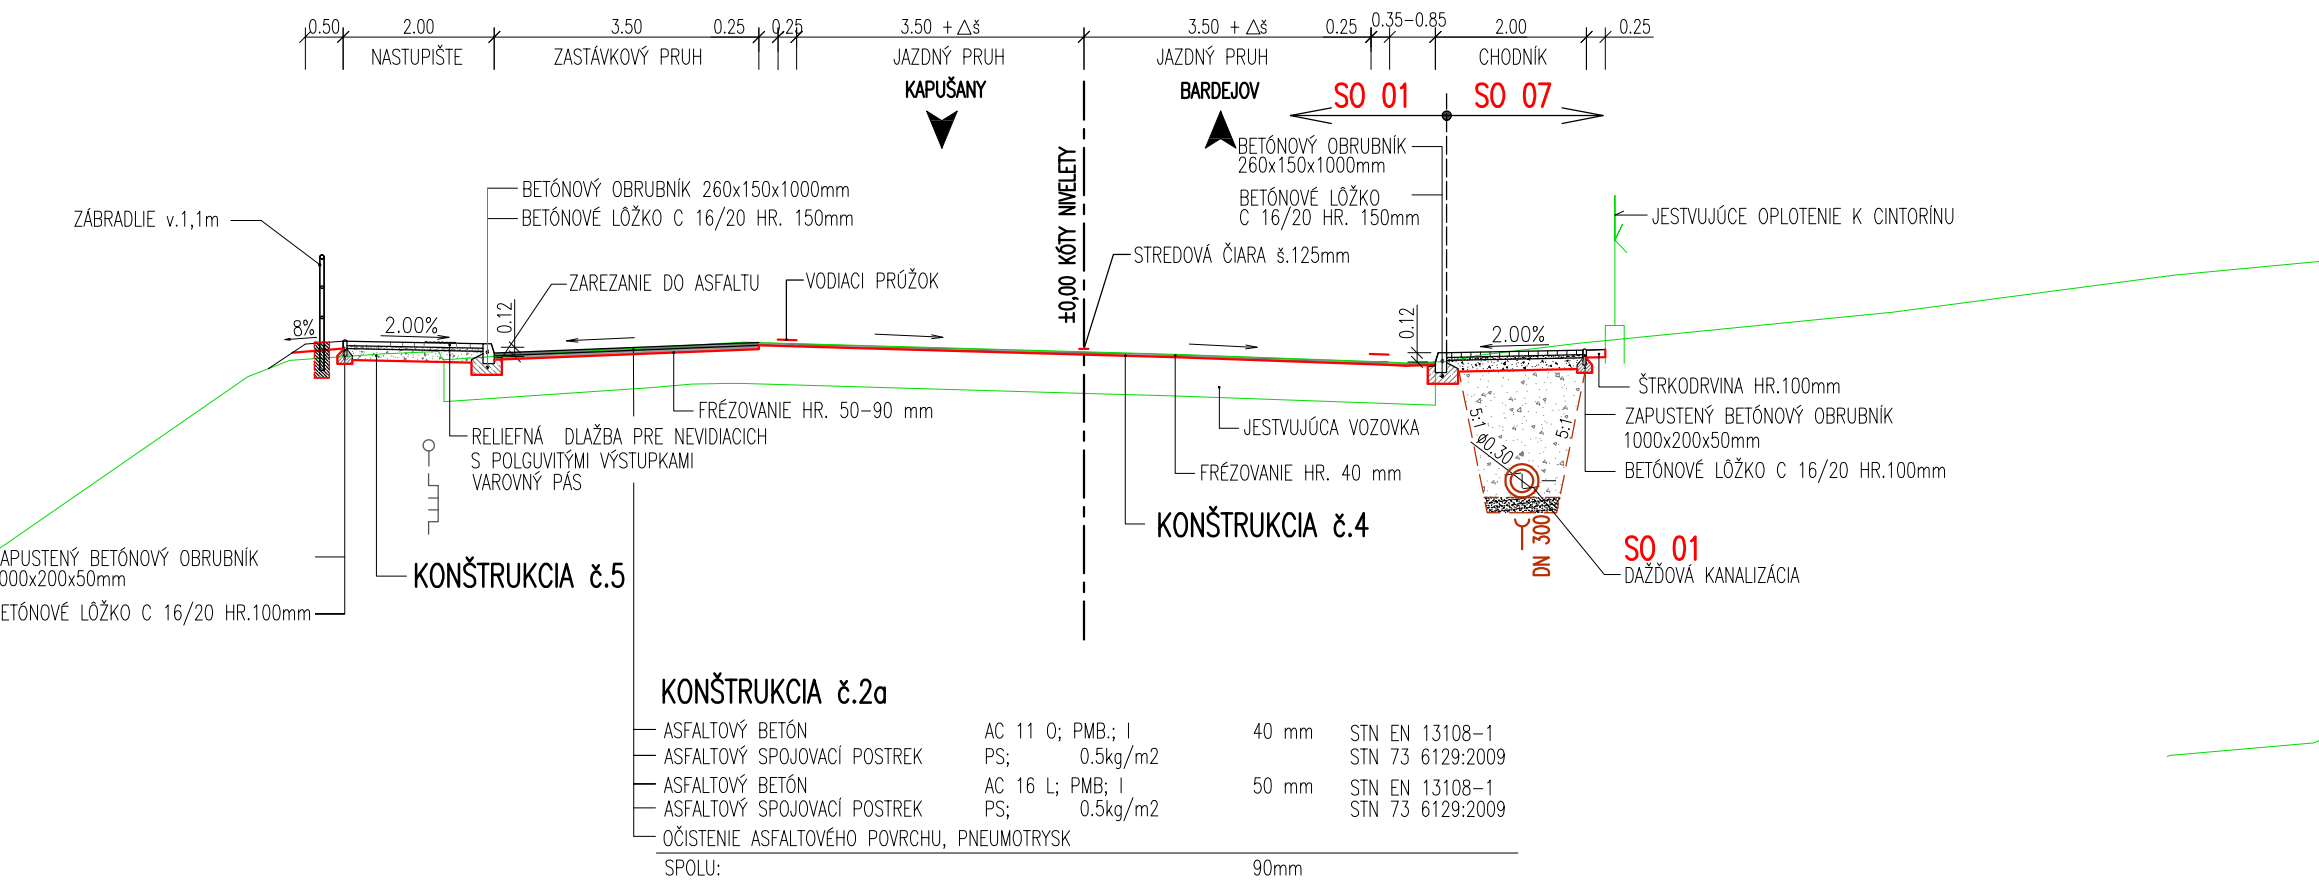 0.50 2.00 3.50 0.25 0.25 3.50 + △š 3.50 + △š 0.25 0.35-0.85 2.00 0.25
NASTUPIŠTE ZASTÁVKOVÝ PRUH JAZDNÝ PRUH JAZDNÝ PRUH CHODNÍK
KAPUŠANY BARDEJOV SO 01 SO 07
BETÓNOVÝ OBRUBNÍK
260x150x1000mm
BETÓNOVÉ LÔŽKO
C 16/20 HR. 150mm
±0,00 KÓTY NIVELETY
BETÓNOVÝ OBRUBNÍK 260x150x1000mm
BETÓNOVÉ LÔŽKO C 16/20 HR. 150mm
ZÁBRADLIE v.1,1m
JESTVUJÚCE OPLOTENIE K CINTORÍNU
STREDOVÁ ČIARA š.125mm
ZAREZANIE DO ASFALTU
VODIACI PRÚŽOK
8%
2.00%
0.12
0.12
2.00%
ŠTRKODRVINA HR.100mm
ZAPUSTENÝ BETÓNOVÝ OBRUBNÍK
1000x200x50mm
BETÓNOVÉ LÔŽKO C 16/20 HR.100mm
FRÉZOVANIE HR. 50-90 mm
JESTVUJÚCA VOZOVKA
5:1
5:1
ø0.30
RELIEFNÁ DLAŽBA PRE NEVIDIACICH
S POLGUVITÝMI VÝSTUPKAMI
VAROVNÝ PÁS
FRÉZOVANIE HR. 40 mm
KONŠTRUKCIA č.4
DN 300
SO 01
DAŽĎOVÁ KANALIZÁCIA
APUSTENÝ BETÓNOVÝ OBRUBNÍK
000x200x50mm
ETÓNOVÉ LÔŽKO C 16/20 HR.100mm
KONŠTRUKCIA č.5
KONŠTRUKCIA č.2a
ASFALTOVÝ BETÓN AC 11 O; PMB.; I 40 mm STN EN 13108-1
ASFALTOVÝ SPOJOVACÍ POSTREK PS; 0.5kg/m2 STN 73 6129:2009
ASFALTOVÝ BETÓN AC 16 L; PMB; I 50 mm STN EN 13108-1
ASFALTOVÝ SPOJOVACÍ POSTREK PS; 0.5kg/m2 STN 73 6129:2009
OČISTENIE ASFALTOVÉHO POVRCHU, PNEUMOTRYSK
SPOLU: 90mm